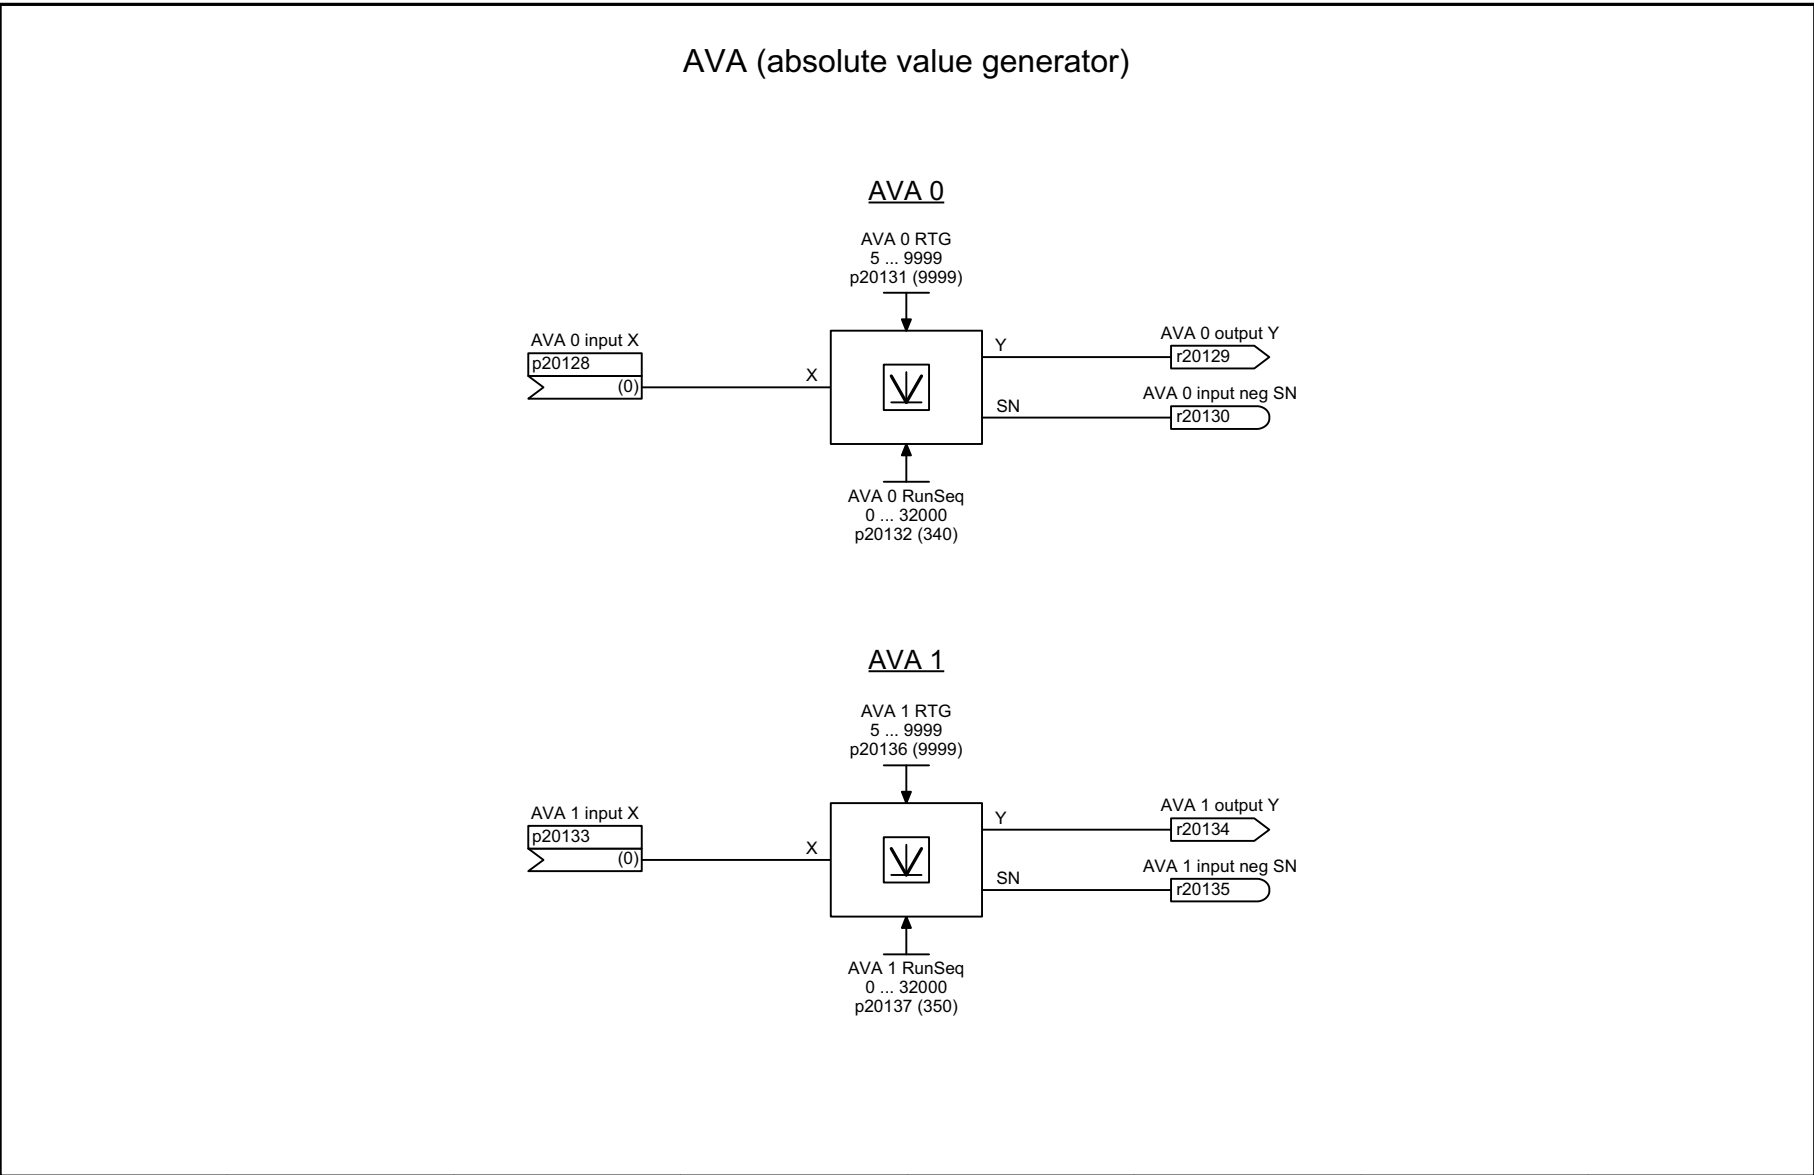 AVA (absolute value generator)
AVA 0
AVA 0 RTG
5 ... 9999
p20131 (9999)
AVA 0 input X
p20128
(0)
X
Y
AVA 0 output Y
r20129
SN
AVA 0 input neg SN
r20130
AVA 0 RunSeq
0 ... 32000
p20132 (340)
AVA 1
AVA 1 RTG
5 ... 9999
p20136 (9999)
AVA 1 input X
p20133
(0)
X
Y
AVA 1 output Y
r20134
SN
AVA 1 input neg SN
r20135
AVA 1 RunSeq
0 ... 32000
p20137 (350)